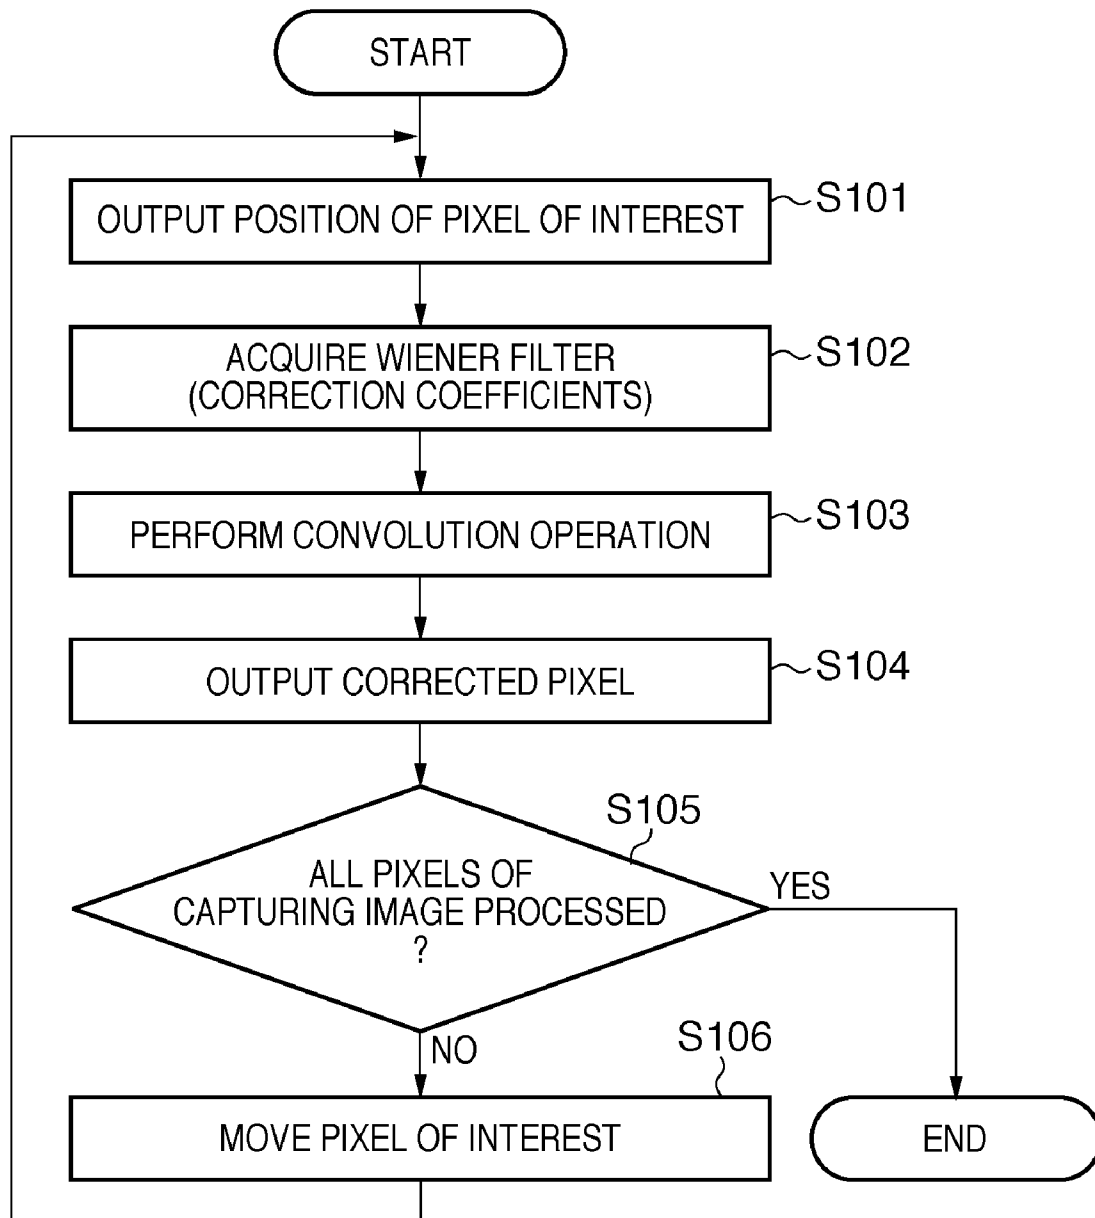 START
OUTPUT POSITION OF PIXEL OF INTEREST
S101
ACQUIRE WIENER FILTER
(CORRECTION COEFFICIENTS)
S102
PERFORM CONVOLUTION OPERATION
S103
OUTPUT CORRECTED PIXEL
S104
S105
ALL PIXELS OF
CAPTURING IMAGE PROCESSED
?
YES
NO
S106
MOVE PIXEL OF INTEREST
END